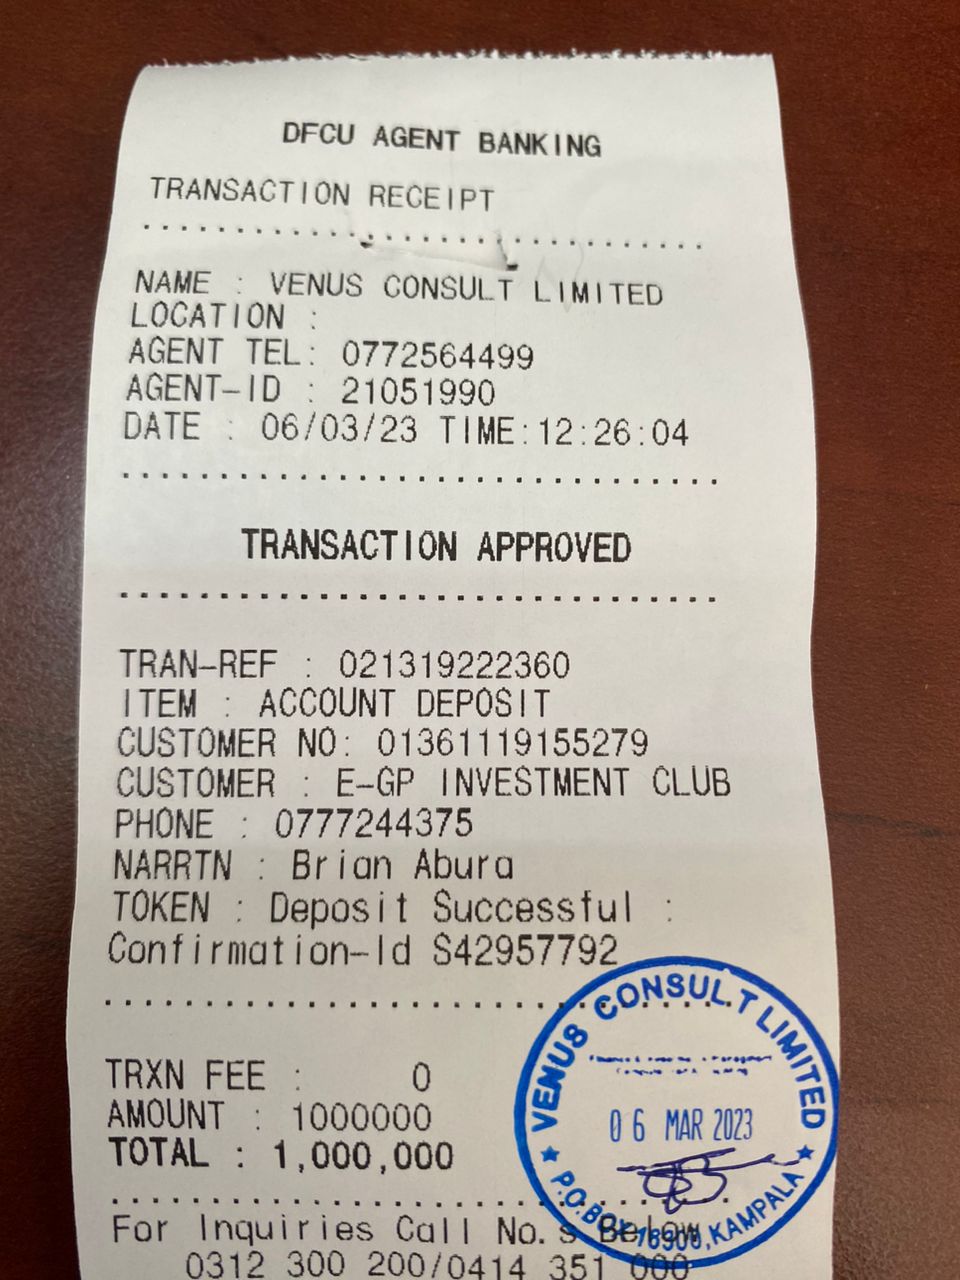 DFCU AGENT BANKING
TRANSACTION RECEIPT
................................
NAME : VENUS CONSULT LIMITED
LOCATION :
AGENT TEL: 0772564499
AGENT-ID : 21051990
DATE : 06/03/23 TIME:12:26:04
................................
TRANSACTION APPROVED
................................
TRAN-REF : 021319222360
ITEM : ACCOUNT DEPOSIT
CUSTOMER NO: 01361119155279
CUSTOMER : E-GP INVESTMENT CLUB
PHONE : 0777244375
NARRTN : Brian Abura
TOKEN : Deposit Successful :
Confirmation-Id S42957792
................................
TRXN FEE : 0
AMOUNT : 1000000
TOTAL : 1,000,000
................................
For Inquiries Call No.s Below
0312 300 200/0414 351 000
VENUS CONSULT LIMITED
06 MAR 2023
P.O.BOX, KAMPALA